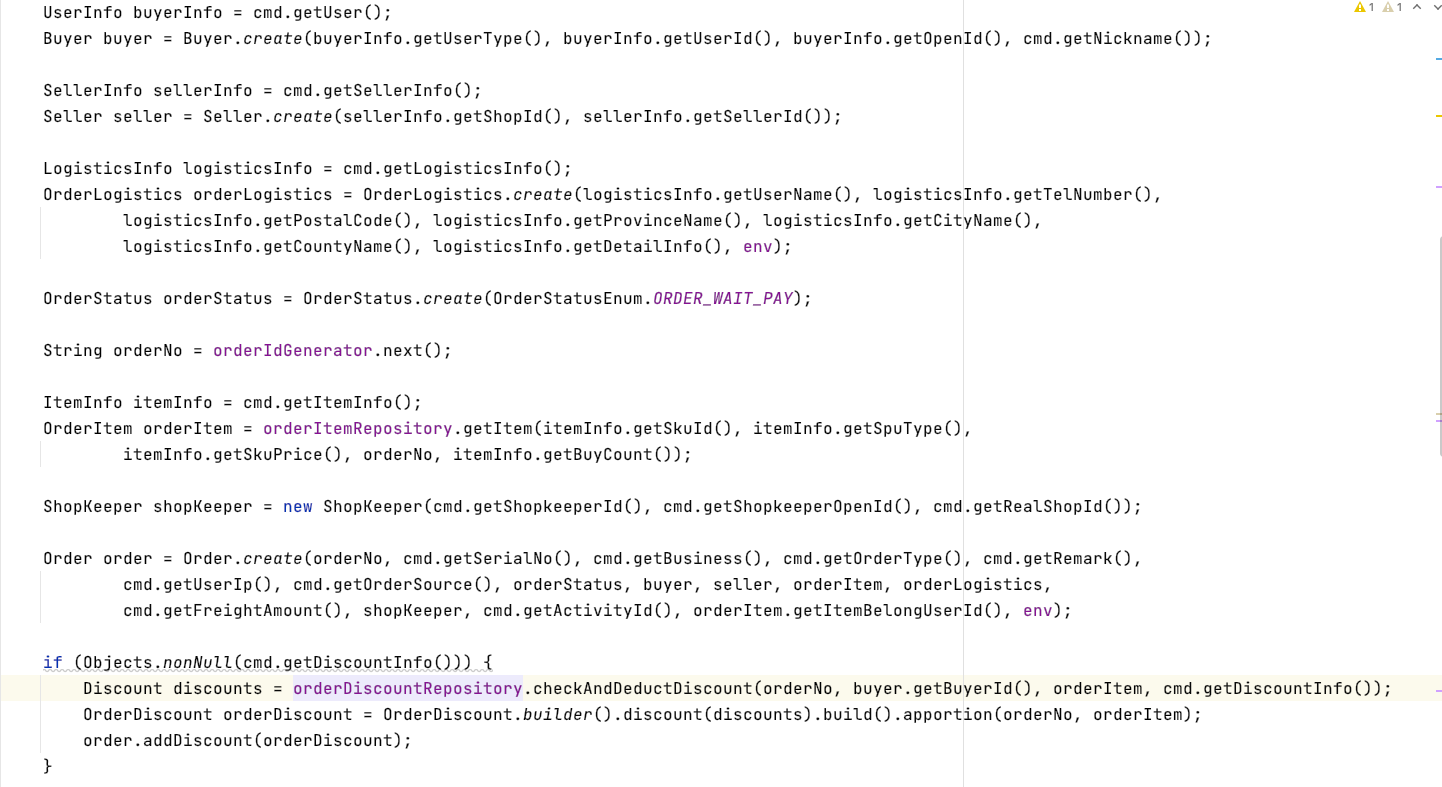 UserInfo buyerInfo = cmd.getUser();
1 1
Buyer buyer = Buyer.create(buyerInfo.getUserType(), buyerInfo.getUserId(), buyerInfo.getOpenId(), cmd.getNickname());
SellerInfo sellerInfo = cmd.getSellerInfo();
Seller seller = Seller.create(sellerInfo.getShopId(), sellerInfo.getSellerId());
LogisticsInfo logisticsInfo = cmd.getLogisticsInfo();
OrderLogistics orderLogistics = OrderLogistics.create(logisticsInfo.getUserName(), logisticsInfo.getTelNumber(),
logisticsInfo.getPostalCode(), logisticsInfo.getProvinceName(), logisticsInfo.getCityName(),
logisticsInfo.getCountyName(), logisticsInfo.getDetailInfo(), env);
OrderStatus orderStatus = OrderStatus.create(OrderStatusEnum.ORDER_WAIT_PAY);
String orderNo = orderIdGenerator.next();
ItemInfo itemInfo = cmd.getItemInfo();
OrderItem orderItem = orderItemRepository.getItem(itemInfo.getSkuId(), itemInfo.getSpuType(),
itemInfo.getSkuPrice(), orderNo, itemInfo.getBuyCount());
ShopKeeper shopKeeper = new ShopKeeper(cmd.getShopkeeperId(), cmd.getShopkeeperOpenId(), cmd.getRealShopId());
Order order = Order.create(orderNo, cmd.getSerialNo(), cmd.getBusiness(), cmd.getOrderType(), cmd.getRemark(),
cmd.getUserIp(), cmd.getOrderSource(), orderStatus, buyer, seller, orderItem, orderLogistics,
cmd.getFreightAmount(), shopKeeper, cmd.getActivityId(), orderItem.getItemBelongUserId(), env);
if (Objects.nonNull(cmd.getDiscountInfo())) {
Discount discounts = orderDiscountRepository.checkAndDeductDiscount(orderNo, buyer.getBuyerId(), orderItem, cmd.getDiscountInfo());
OrderDiscount orderDiscount = OrderDiscount.builder().discount(discounts).build().apportion(orderNo, orderItem);
order.addDiscount(orderDiscount);
}